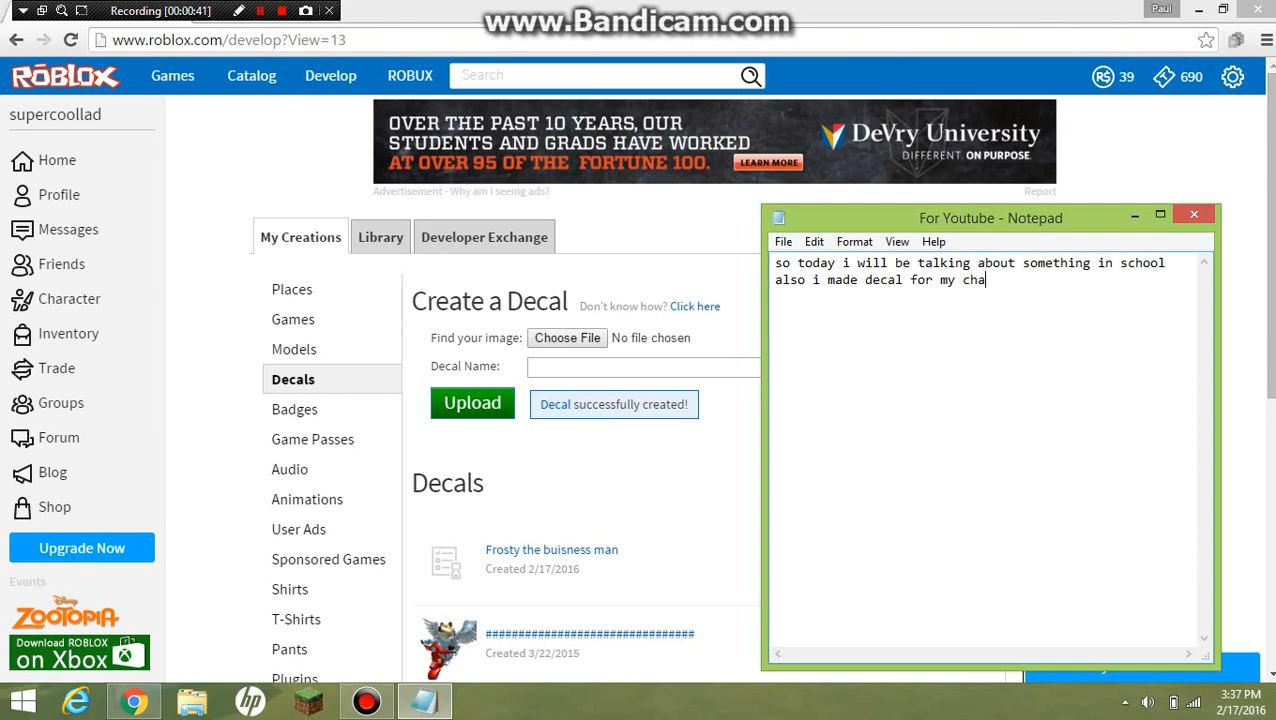 Recording [00:00:41]
www.Bandicam.com
Paul
www.roblox.com/develop?View=13
ROBLOX
Games
Catalog
Develop
ROBUX
Search
R$ 39
690
supercoollad
Home
Profile
Messages
Friends
Character
Inventory
Trade
Groups
Forum
Blog
Shop
Upgrade Now
Events
Disney
ZOOTOPIA
Download ROBLOX
on Xbox
OVER THE PAST 10 YEARS, OUR
STUDENTS AND GRADS HAVE WORKED
AT OVER 95 OF THE FORTUNE 100.
LEARN MORE
DeVry University
DIFFERENT. ON PURPOSE.
Advertisement - Why am I seeing ads?
Report
My Creations
Library
Developer Exchange
Places
Games
Models
Decals
Badges
Game Passes
Audio
Animations
User Ads
Sponsored Games
Shirts
T-Shirts
Pants
Plugins
Create a Decal
Don't know how? Click here
Find your image: Choose File No file chosen
Decal Name:
Upload
Decal successfully created!
Decals
Frosty the buisness man
Created 2/17/2016
################################
Created 3/22/2015
For Youtube - Notepad
File Edit Format View Help
so today i will be talking about something in school
also i made decal for my cha
hp
3:37 PM
2/17/2016